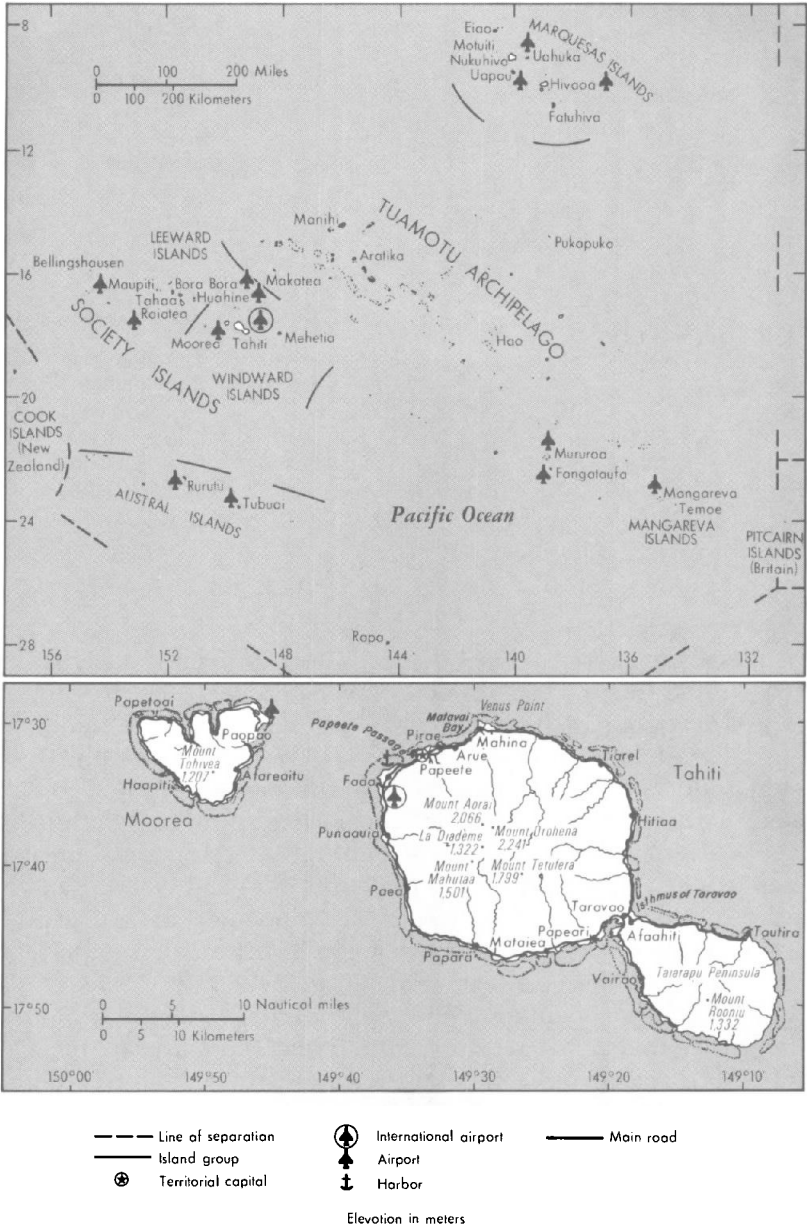 8
Eiao
MARQUESAS ISLANDS
Motuiti
Nukuhiva
Uahuka
Uapou
Hivaoa
Fatuhiva
0 100 200 Miles
0 100 200 Kilometers
12
Manihi
TUAMOTU ARCHIPELAGO
Pukapuka
LEEWARD
ISLANDS
Aratika
Bellingshausen
16
Maupiti
Bora Bora
Makatea
Tahaa
Huahine
Raiatea
Moorea
Tahiti
Mehetia
Hao
SOCIETY ISLANDS
WINDWARD
ISLANDS
20
COOK
ISLANDS
(New
Zealand)
Mururoa
Fangataufa
Rurutu
Tubuai
AUSTRAL ISLANDS
Mangareva
Temoe
MANGAREVA
ISLANDS
24
Pacific Ocean
PITCAIRN
ISLANDS
(Britain)
Rapa
28
156 152 148 144 140 136 132
17°30
Papetoai
Paopao
Mount
Tohivea
1,207
Haapiti
Afareaitu
Moorea
Venus Point
Matavai
Bay
Papeete Passage
Pirae
Arue
Mahina
Papeete
Tiarel
Tahiti
Faaa
Mount Aorai
2,066
Hitiaa
Punaauia
La Diadème
1,322
Mount Orohena
2,241
17°40
Mount
Mahutaa
1,501
Mount Tetufera
1,799
Paea
Isthmus of Taravao
Taravao
Tautira
Papeari
Afaahiti
Mataiea
Papara
Vairao
Taiarapu Peninsula
Mount
Rooniu
1,332
17°50
0 5 10 Nautical miles
0 5 10 Kilometers
150°00 149°50 149°40 149°30 149°20 149°10
Line of separation
International airport
Main road
Island group
Airport
Territorial capital
Harbor
Elevation in meters